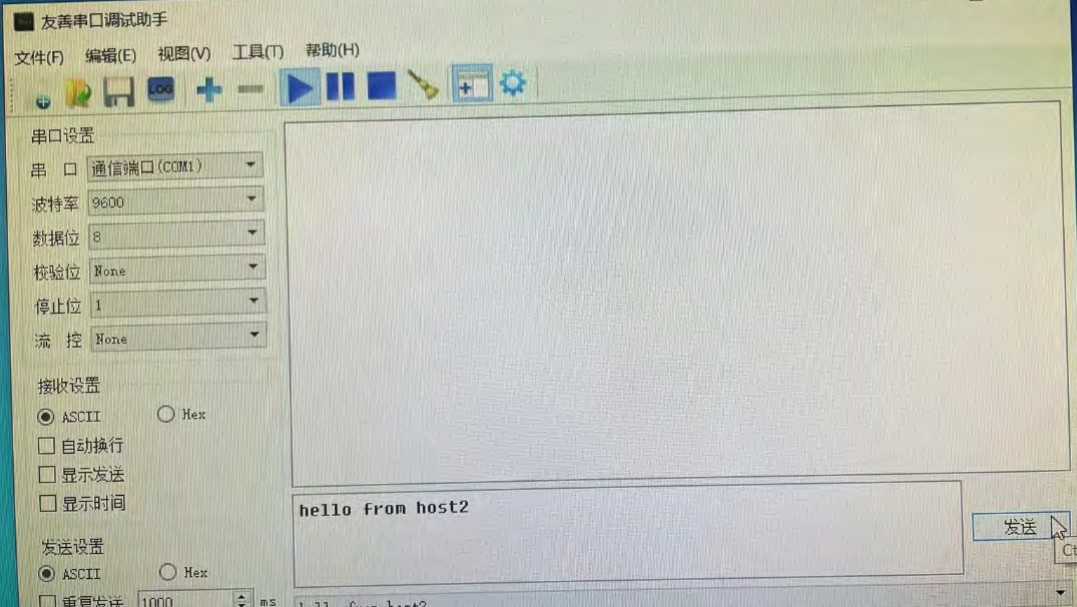 友善串口调试助手
文件(F) 编辑(E) 视图(V) 工具(T) 帮助(H)
LOG
串口设置
串 口 通信端口(COM1)
波特率 9600
数据位 8
校验位 None
停止位 1
流 控 None
接收设置
ASCII Hex
自动换行
显示发送
显示时间
hello from host2
发送
Ct
发送设置
ASCII Hex
重复发送 1000 ms
hello from host2